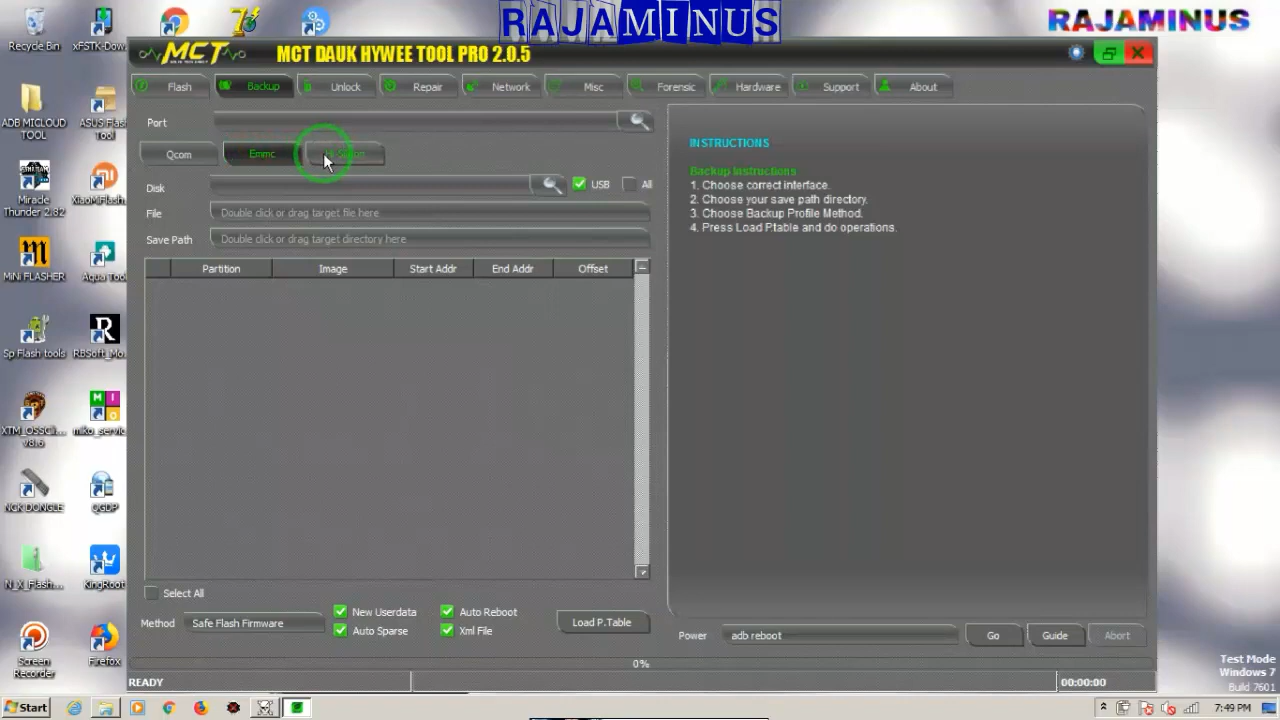 RAJAMINUS
RAJAMINUS
Recycle Bin
xFSTK-Dow...
MCT
MCT DAUK HYWEE TOOL PRO 2.0.5
Flash
Backup
Unlock
Repair
Network
Misc
Forensic
Hardware
Support
About
Port
Qcom
Emmc
Disk
USB
All
File
Double click or drag target file here
Save Path
Double click or drag target directory here
Partition
Image
Start Addr
End Addr
Offset
INSTRUCTIONS
Backup Instructions
1. Choose correct interface.
2. Choose your save path directory.
3. Choose Backup Profile Method.
4. Press Load Ptable and do operations.
ADB MICLOUD
TOOL
ASUS Flash
Tool
Miracle
Thunder 2.82
XiaoMiFlash...
MiNi FLASHER
Aqua Tool
Sp Flash tools
RBSoft_Mo...
XTM_OSSCli...
v8.6
miko_servic...
NCK DONGLE
QGDP
N_X_Flash...
KingRoot
Screen
Recorder
Firefox
Select All
Method
Safe Flash Firmware
New Userdata
Auto Reboot
Auto Sparse
Xml File
Load P.Table
Power
adb reboot
Go
Guide
Abort
0%
READY
00:00:00
Test Mode
Windows 7
Build 7601
Start
7:49 PM